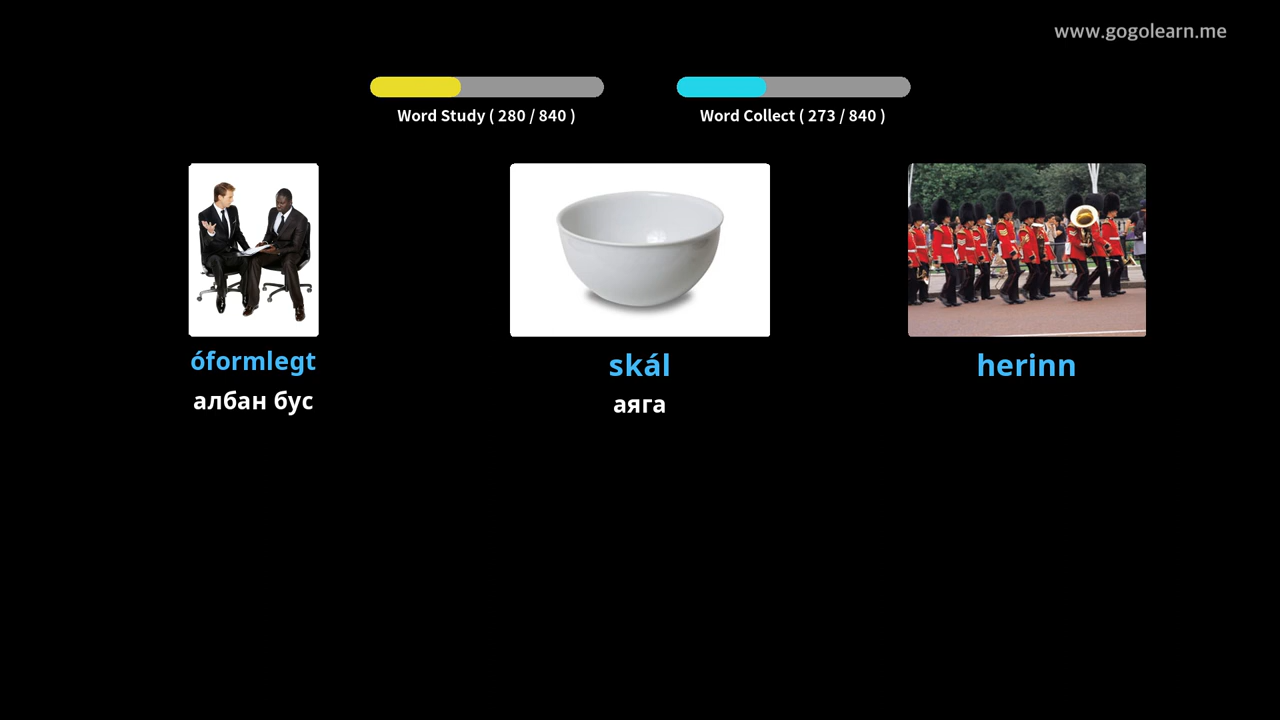 www.gogolearn.me
Word Study ( 280 / 840 )
Word Collect ( 273 / 840 )
óformlegt
албан бус
skál
аяга
herinn